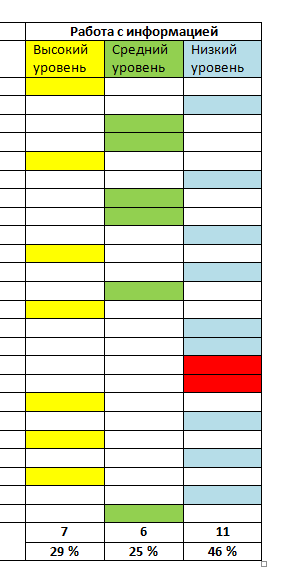 Работа с информацией
Высокий уровень Средний уровень Низкий уровень
7 6 11
29 % 25 % 46 %